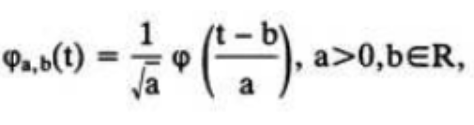 φₐ,b(t) = 1/√a φ ((t − b)/a), a>0,b∈R,